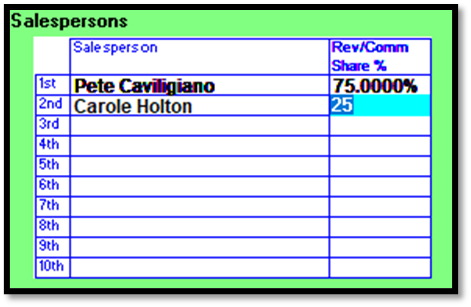 Salespersons
Salesperson Rev/Comm
Share %
1st Pete Caviligiano 75.0000%
2nd Carole Holton 25
3rd
4th
5th
6th
7th
8th
9th
10th